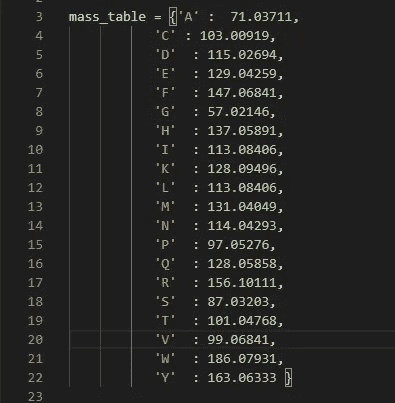 3 mass_table = {'A' : 71.03711,
4 'C' : 103.00919,
5 'D' : 115.02694,
6 'E' : 129.04259,
7 'F' : 147.06841,
8 'G' : 57.02146,
9 'H' : 137.05891,
10 'I' : 113.08406,
11 'K' : 128.09496,
12 'L' : 113.08406,
13 'M' : 131.04049,
14 'N' : 114.04293,
15 'P' : 97.05276,
16 'Q' : 128.05858,
17 'R' : 156.10111,
18 'S' : 87.03203,
19 'T' : 101.04768,
20 'V' : 99.06841,
21 'W' : 186.07931,
22 'Y' : 163.06333 }
23